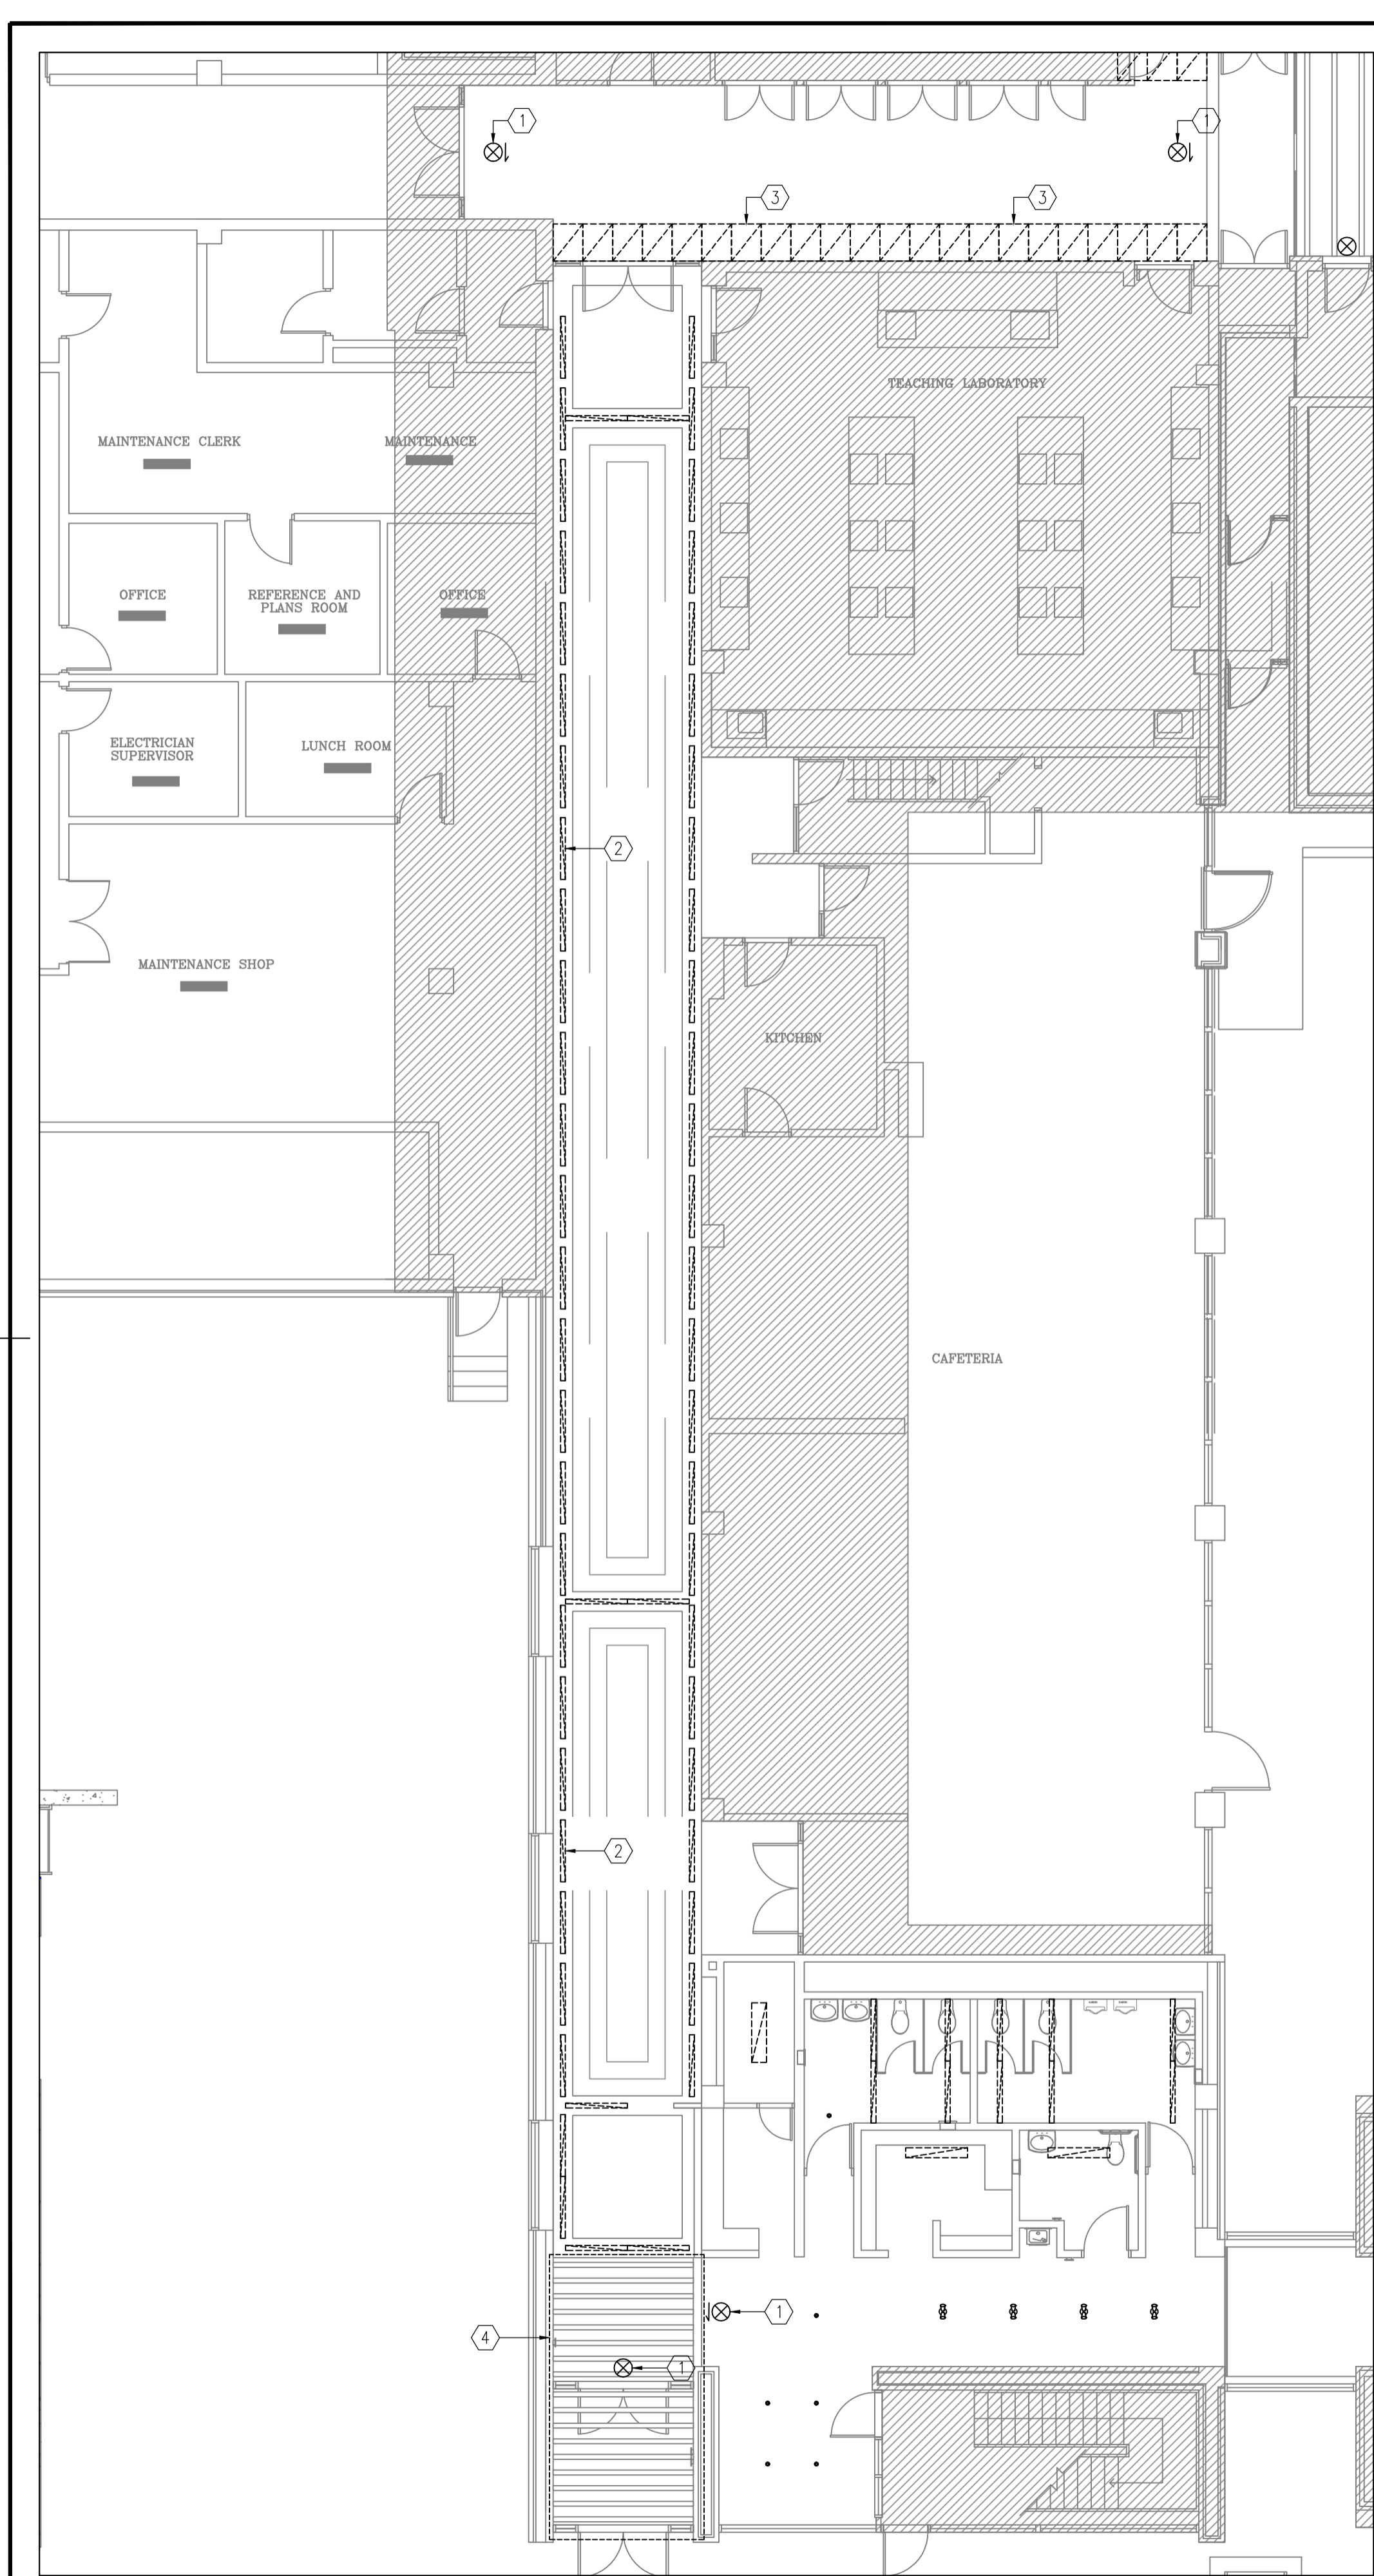 1
1
3
3
TEACHING LABORATORY
MAINTENANCE CLERK
MAINTENANCE
OFFICE
REFERENCE AND
PLANS ROOM
OFFICE
ELECTRICIAN
SUPERVISOR
LUNCH ROOM
2
MAINTENANCE SHOP
KITCHEN
CAFETERIA
2
1
4
1